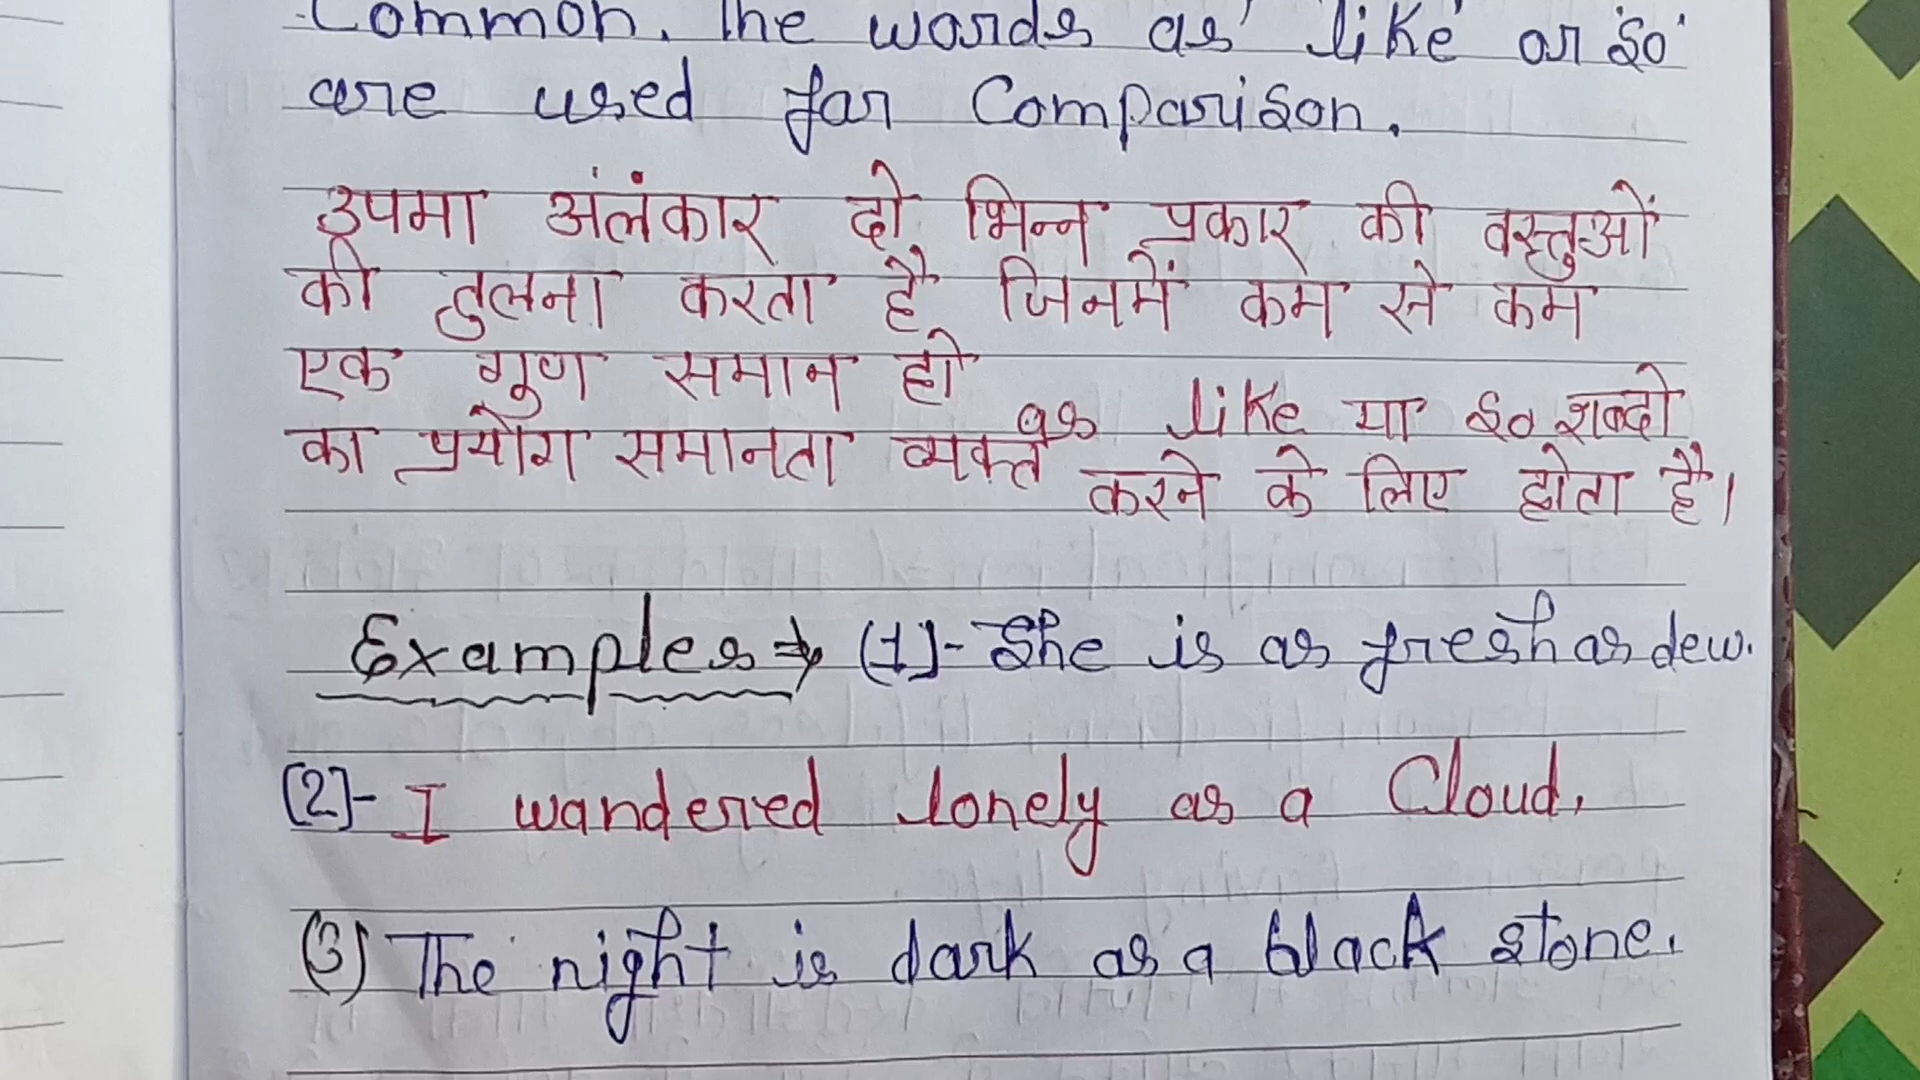 Common. The words as' like' or 'so'
are used for Comparison.
उपमा अंलंकार दो भिन्न प्रकार की वस्तुओं
की तुलना करता है जिनमें कम से कम
एक गुण समान हो as like या so शब्दो
का प्रयोग समानता व्यक्त करने के लिए होता है।
Examples⇒ (1)- She is as fresh as dew.
(2)- I wandered lonely as a Cloud.
(3) The night is dark as a black stone.